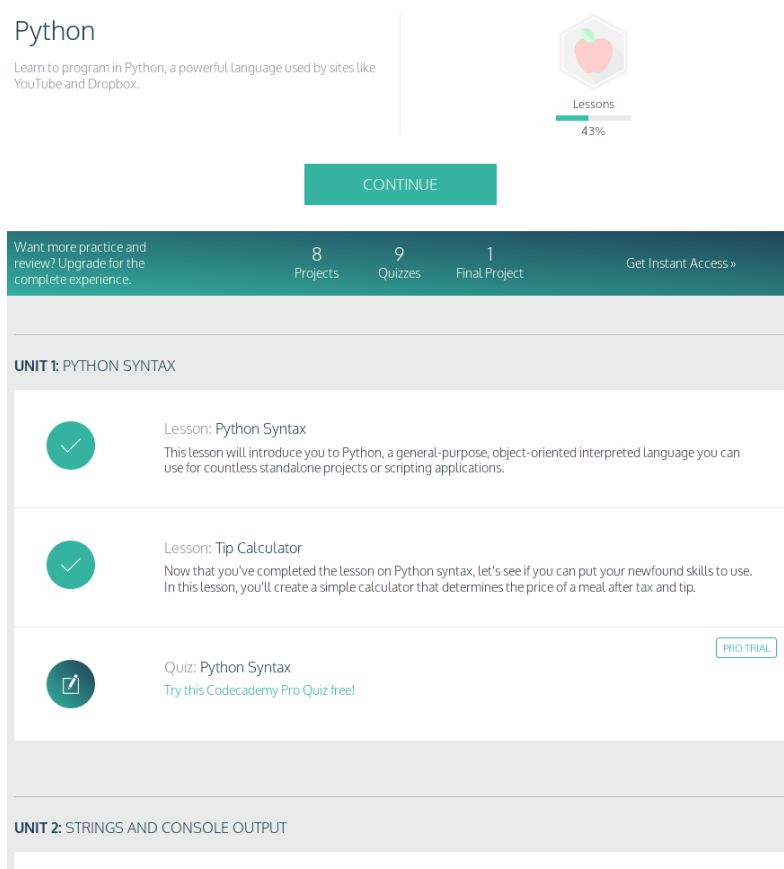 Python
Learn to program in Python, a powerful language used by sites like
YouTube and Dropbox.
Lessons
43%
CONTINUE
Want more practice and
review? Upgrade for the
complete experience.
8
Projects
9
Quizzes
1
Final Project
Get Instant Access »
UNIT 1: PYTHON SYNTAX
Lesson: Python Syntax
This lesson will introduce you to Python, a general-purpose, object-oriented interpreted language you can
use for countless standalone projects or scripting applications.
Lesson: Tip Calculator
Now that you've completed the lesson on Python syntax, let's see if you can put your newfound skills to use.
In this lesson, you'll create a simple calculator that determines the price of a meal after tax and tip.
PRO TRIAL
Quiz: Python Syntax
Try this Codecademy Pro Quiz free!
UNIT 2: STRINGS AND CONSOLE OUTPUT